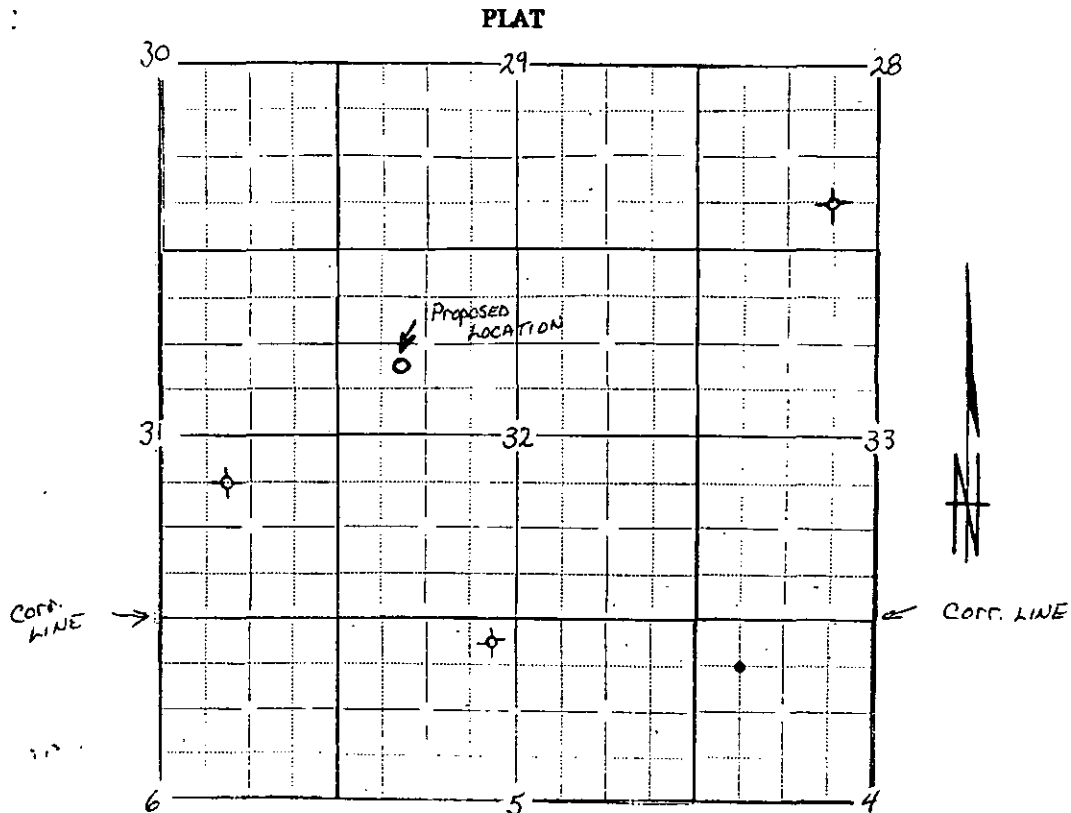 PLAT
30 29 28
Proposed
LOCATION
31 32 33
N
Corr.
LINE
Corr. LINE
6 5 4